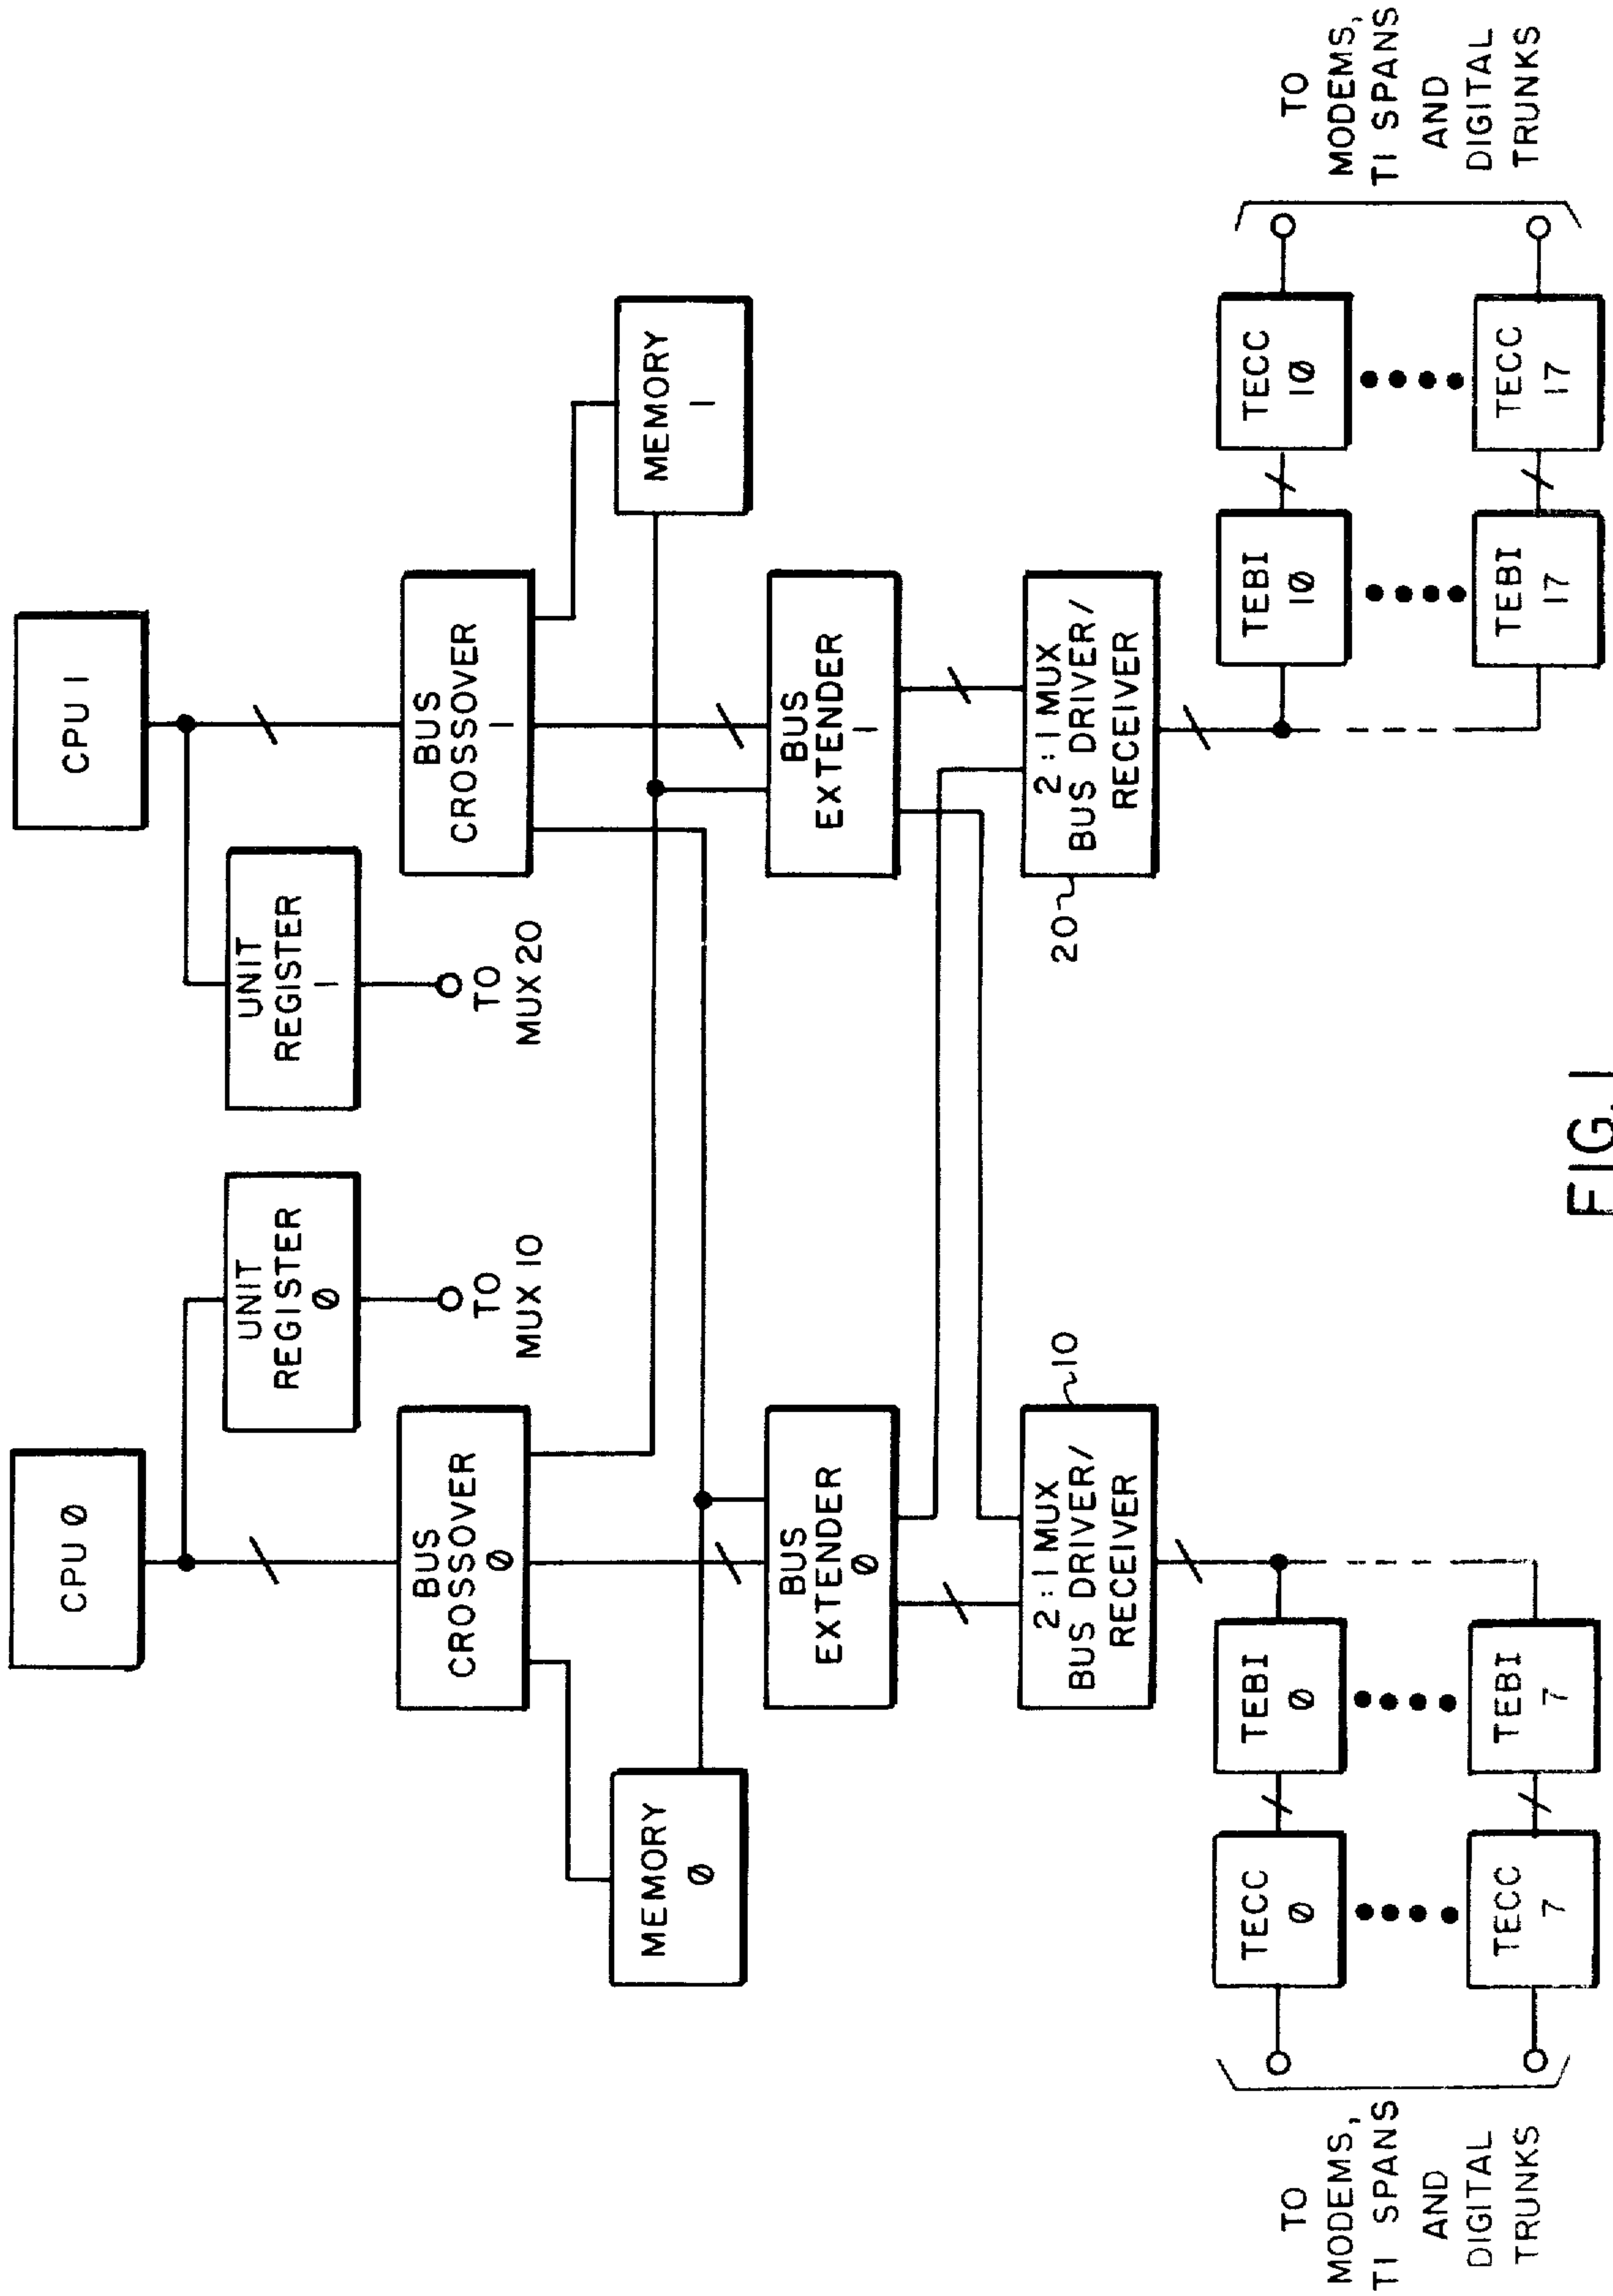 CPU Ø
CPU 1
UNIT
REGISTER
Ø
TO
MUX 10
UNIT
REGISTER
1
TO
MUX 20
BUS
CROSSOVER
Ø
BUS
CROSSOVER
1
MEMORY
Ø
MEMORY
1
BUS
EXTENDER
Ø
BUS
EXTENDER
1
2:1 MUX
BUS DRIVER/
RECEIVER
10
2:1 MUX
BUS DRIVER/
RECEIVER
20
TO
MODEMS,
T1 SPANS
AND
DIGITAL
TRUNKS
TECC
Ø
TEBI
Ø
TECC
7
TEBI
7
TEBI
1Ø
TECC
1Ø
TEBI
17
TECC
17
TO
MODEMS,
T1 SPANS
AND
DIGITAL
TRUNKS
FIG. 1